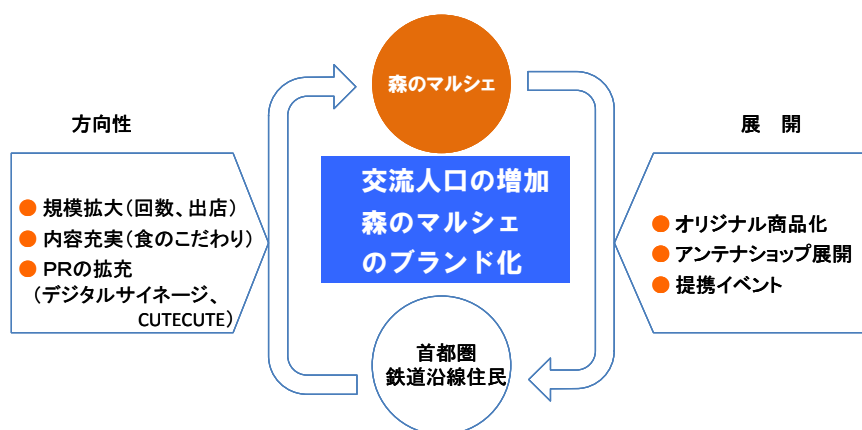 森のマルシェ
方向性
● 規模拡大（回数、出店）
● 内容充実（食のこだわり）
● PRの拡充
（デジタルサイネージ、
CUTECUTE）
交流人口の増加
森のマルシェ
のブランド化
展　開
● オリジナル商品化
● アンテナショップ展開
● 提携イベント
首都圏
鉄道沿線住民